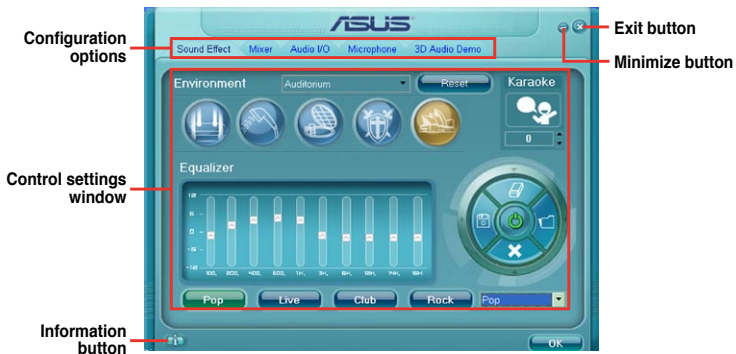 ASUS
Configuration options
Exit button
Minimize button
Sound Effect Mixer Audio I/O Microphone 3D Audio Demo
Environment Auditorium Reset Karaoke
0
Control settings window
Equalizer
Pop Live Club Rock Pop
Information button
OK